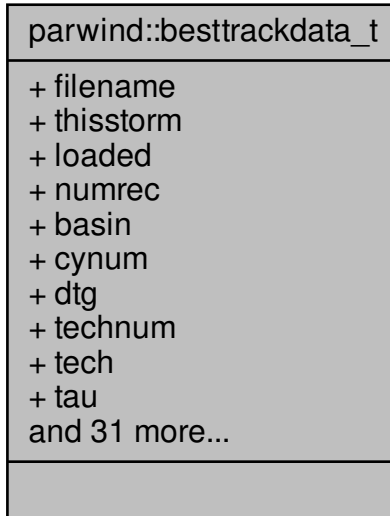 parwind::besttrackdata_t
+ filename
+ thisstorm
+ loaded
+ numrec
+ basin
+ cynum
+ dtg
+ technum
+ tech
+ tau
and 31 more...